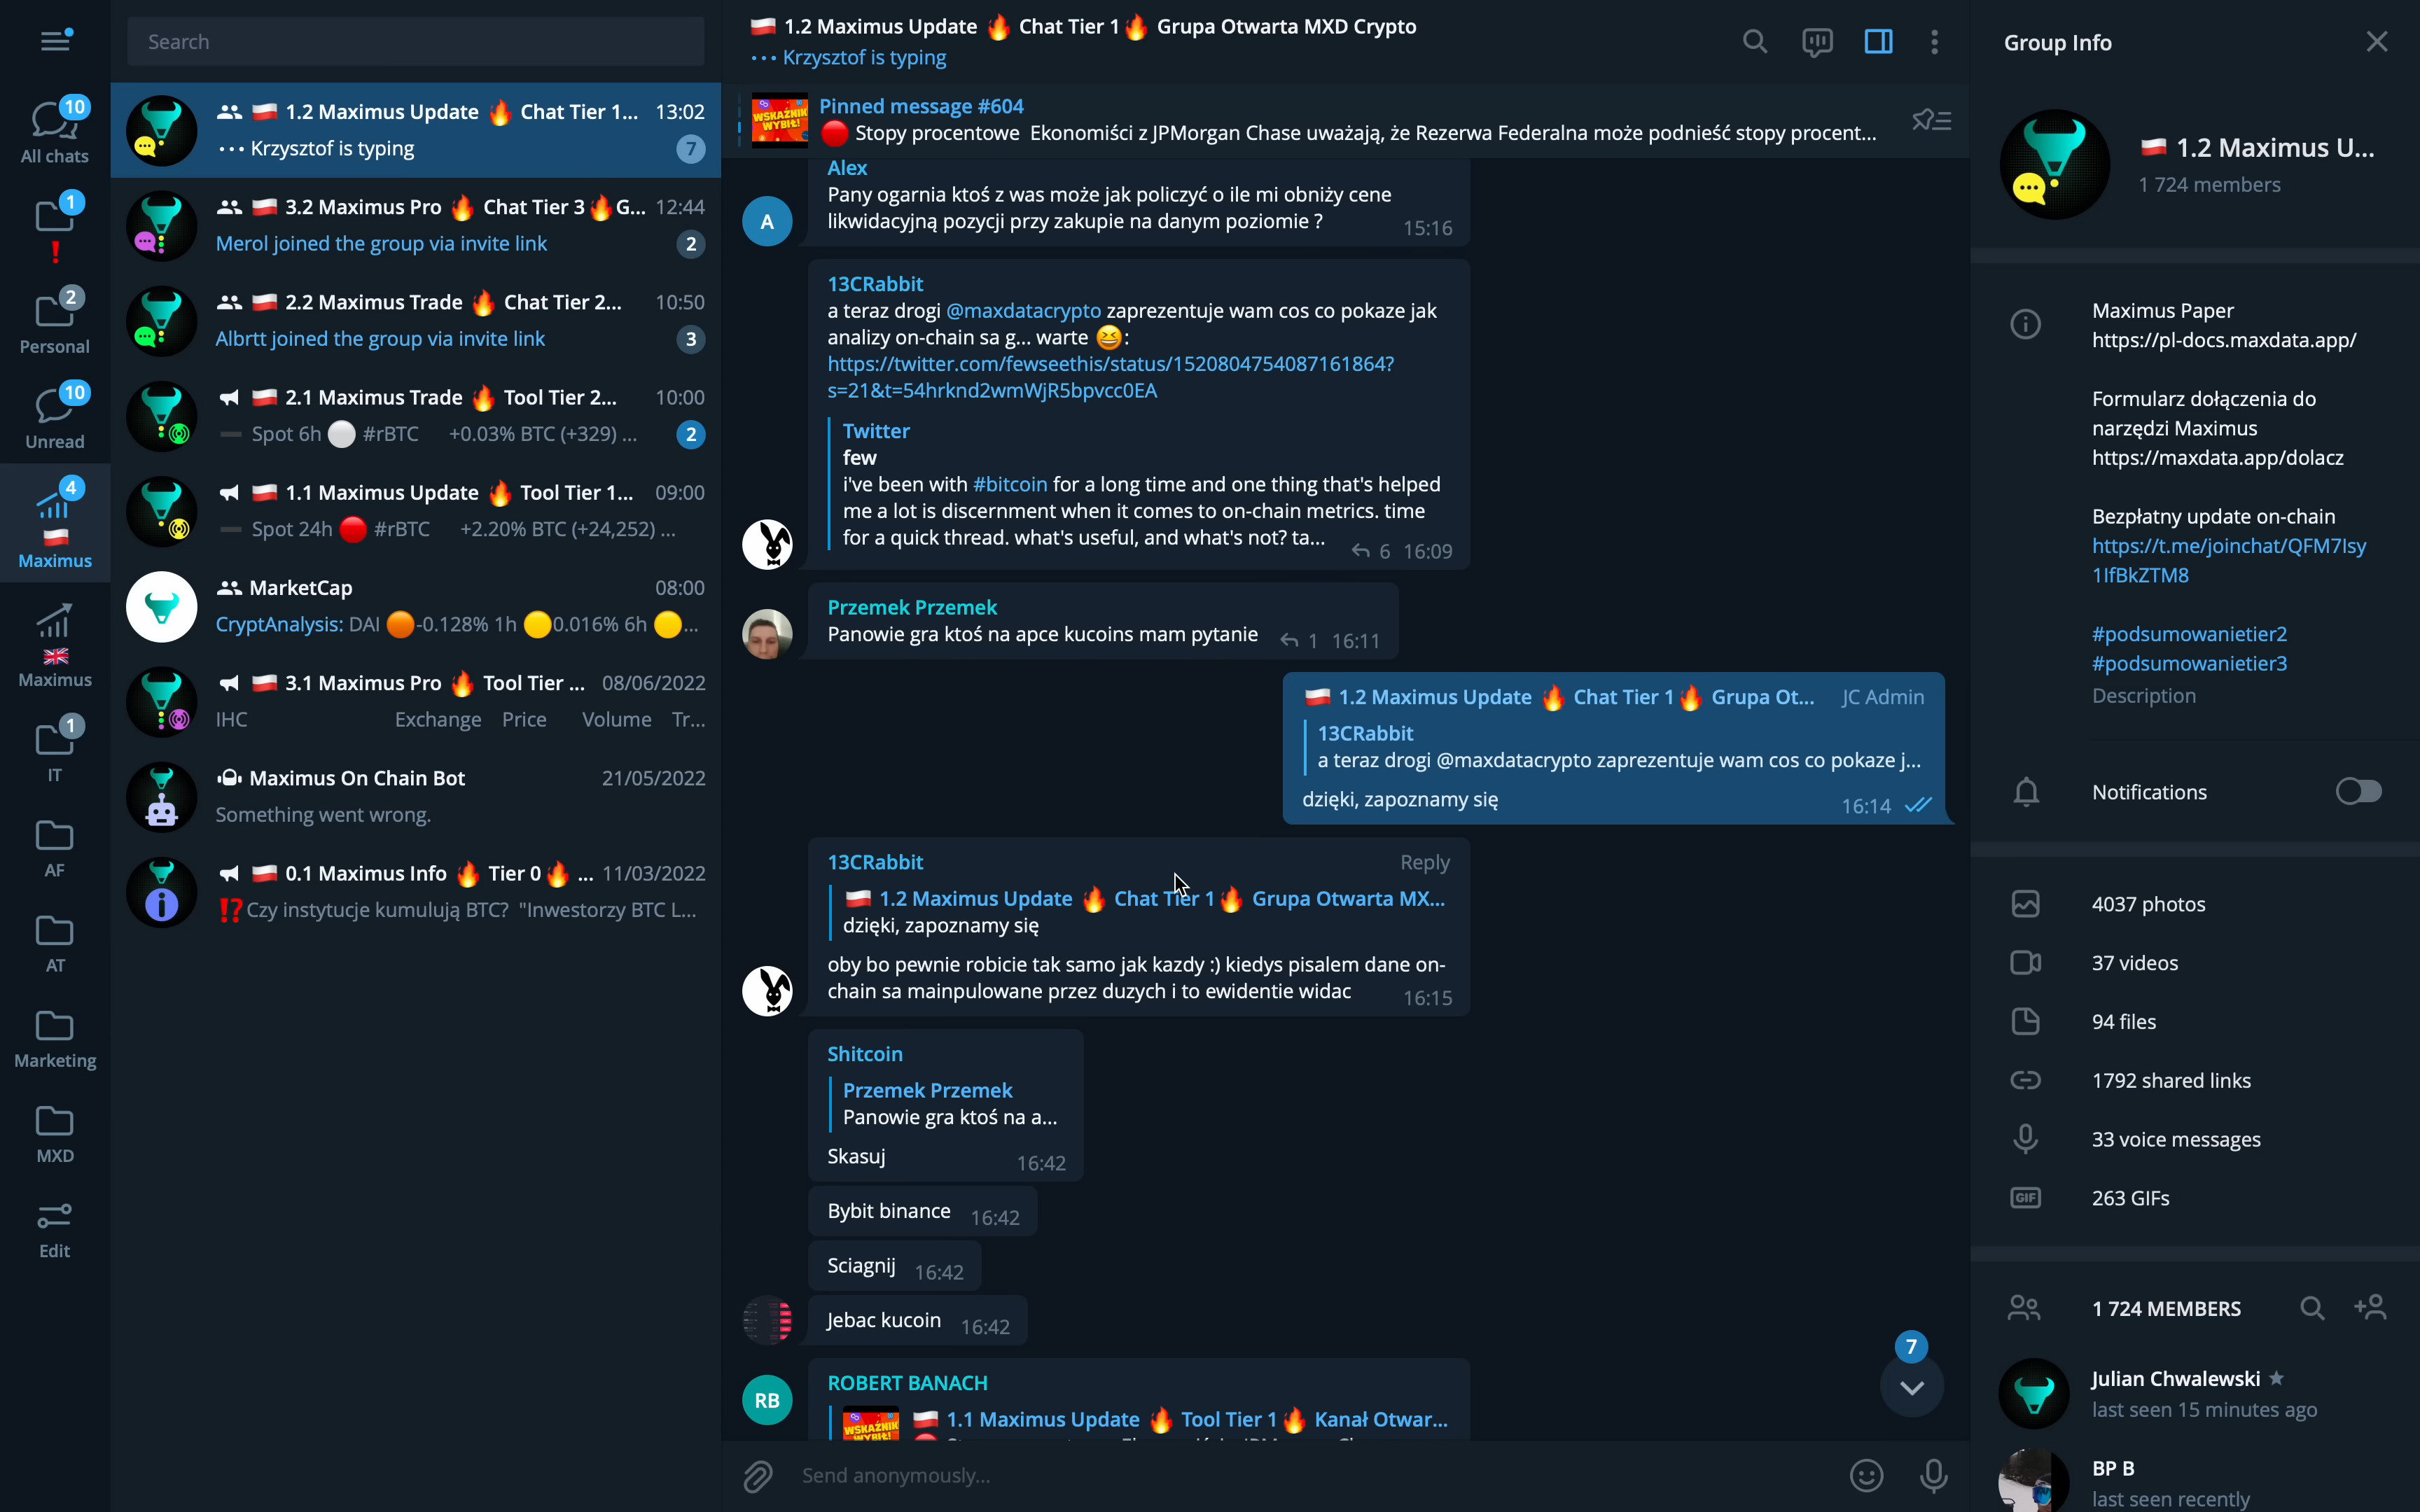 10
All chats
1
2
Personal
10
Unread
4
Maximus
Maximus
1
IT
AF
AT
Marketing
MXD
Edit
Search
1.2 Maximus Update 🔥 Chat Tier 1... 13:02
Krzysztof is typing 7
3.2 Maximus Pro 🔥 Chat Tier 3🔥G... 12:44
Merol joined the group via invite link 2
2.2 Maximus Trade 🔥 Chat Tier 2... 10:50
Albrtt joined the group via invite link 3
2.1 Maximus Trade 🔥 Tool Tier 2... 10:00
Spot 6h ⚪ #rBTC +0.03% BTC (+329) ... 2
1.1 Maximus Update 🔥 Tool Tier 1... 09:00
Spot 24h 🔴 #rBTC +2.20% BTC (+24,252) ...
MarketCap 08:00
CryptAnalysis: DAI 🟠-0.128% 1h 🟡0.016% 6h 🟡...
3.1 Maximus Pro 🔥 Tool Tier ... 08/06/2022
IHC Exchange Price Volume Tr...
Maximus On Chain Bot 21/05/2022
Something went wrong.
0.1 Maximus Info 🔥 Tier 0🔥 ... 11/03/2022
⁉️Czy instytucje kumulują BTC? "Inwestorzy BTC L...
🇵🇱 1.2 Maximus Update 🔥 Chat Tier 1🔥 Grupa Otwarta MXD Crypto
Krzysztof is typing
WSKAŹNIK WYBIŁ!
Pinned message #604
🔴 Stopy procentowe Ekonomiści z JPMorgan Chase uważają, że Rezerwa Federalna może podnieść stopy procent...
Alex
Pany ogarnia ktoś z was może jak policzyć o ile mi obniży cene
likwidacyjną pozycji przy zakupie na danym poziomie ? 15:16
A
13CRabbit
a teraz drogi @maxdatacrypto zaprezentuje wam cos co pokaze jak
analizy on-chain sa g... warte 😆:
https://twitter.com/fewseethis/status/1520804754087161864?
s=21&t=54hrknd2wmWjR5bpvcc0EA
Twitter
few
i've been with #bitcoin for a long time and one thing that's helped
me a lot is discernment when it comes to on-chain metrics. time
for a quick thread. what's useful, and what's not? ta... 6 16:09
Przemek Przemek
Panowie gra ktoś na apce kucoins mam pytanie 1 16:11
🇵🇱 1.2 Maximus Update 🔥 Chat Tier 1🔥 Grupa Ot... JC Admin
13CRabbit
a teraz drogi @maxdatacrypto zaprezentuje wam cos co pokaze j...
dzięki, zapoznamy się 16:14
13CRabbit Reply
🇵🇱 1.2 Maximus Update 🔥 Chat Tier 1🔥 Grupa Otwarta MX...
dzięki, zapoznamy się
oby bo pewnie robicie tak samo jak kazdy :) kiedys pisalem dane on-
chain sa mainpulowane przez duzych i to ewidentie widac 16:15
Shitcoin
Przemek Przemek
Panowie gra ktoś na a...
Skasuj 16:42
Bybit binance 16:42
Sciagnij 16:42
Jebac kucoin 16:42
7
ROBERT BANACH
RB
WSKAŹNIK WYBIŁ!
🇵🇱 1.1 Maximus Update 🔥 Tool Tier 1🔥 Kanał Otwar...
Send anonymously...
Group Info
🇵🇱 1.2 Maximus U...
1 724 members
Maximus Paper
https://pl-docs.maxdata.app/
Formularz dołączenia do
narzędzi Maximus
https://maxdata.app/dolacz
Bezpłatny update on-chain
https://t.me/joinchat/QFM7Isy
1IfBkZTM8
#podsumowanietier2
#podsumowanietier3
Description
Notifications
4037 photos
37 videos
94 files
1792 shared links
33 voice messages
GIF 263 GIFs
1 724 MEMBERS
Julian Chwalewski
last seen 15 minutes ago
BP B
last seen recently